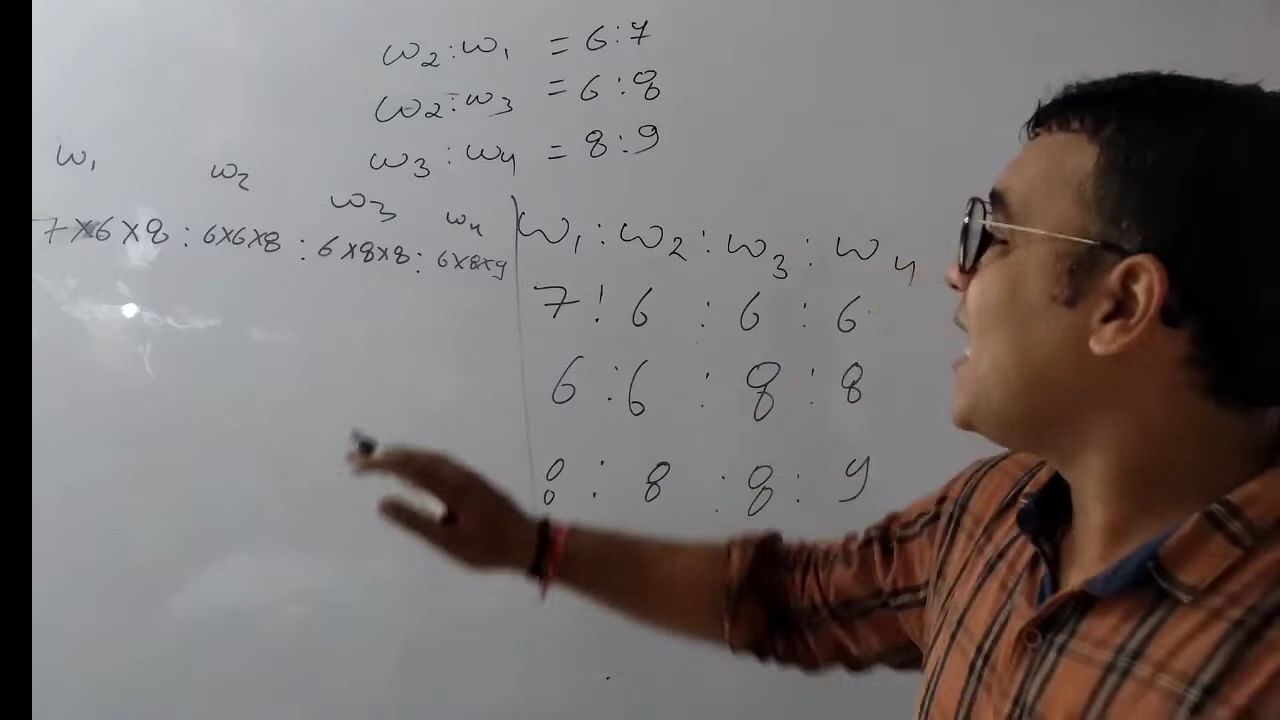 w₂ : w₁ = 6 : 7
w₂ : w₃ = 6 : 8
w₃ : w₄ = 8 : 9
w₁ w₂ w₃ w₄
7×6×8 : 6×6×8 : 6×8×8 : 6×8×9
w₁ : w₂ : w₃ : w₄
7 : 6 : 6 : 6
6 : 6 : 8 : 8
8 : 8 : 8 : 9